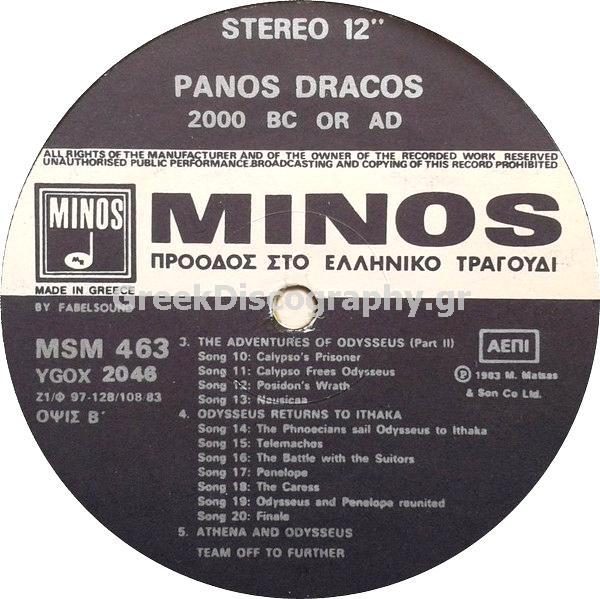 STEREO 12"
PANOS DRACOS
2000 BC OR AD
ALL RIGHTS OF THE MANUFACTURER AND OF THE OWNER OF THE RECORDED WORK RESERVED
UNAUTHORISED PUBLIC PERFORMANCE.BROADCASTING AND COPYING OF THIS RECORD PROHIBITED
MINOS
MINOS
ΠΡΟΟΔΟΣ ΣΤΟ ΕΛΛΗΝΙΚΟ ΤΡΑΓΟΥΔΙ
MADE IN GREECE
GreekDiscography.gr
BY FABELSOUND
MSM 463
YGOX 2046
Ζ1/Φ 97-128/108/83
ΟΨΙΣ Β'
3. THE ADVENTURES OF ODYSSEUS (Part II)
Song 10: Calypso's Prisoner
Song 11: Calypso Frees Odysseus
Song 12: Posidon's Wrath
Song 13: Nausicaa
4. ODYSSEUS RETURNS TO ITHAKA
Song 14: The Phnoecians sail Odysseus to Ithaka
Song 15: Telemachos
Song 16: The Battle with the Suitors
Song 17: Penelope
Song 18: The Caress
Song 19: Odysseus and Penelope reunited
Song 20: Finale
5. ATHENA AND ODYSSEUS
TEAM OFF TO FURTHER
ΑΕΠΙ
Ⓟ 1983 M. Matsas
& Son Co Ltd.